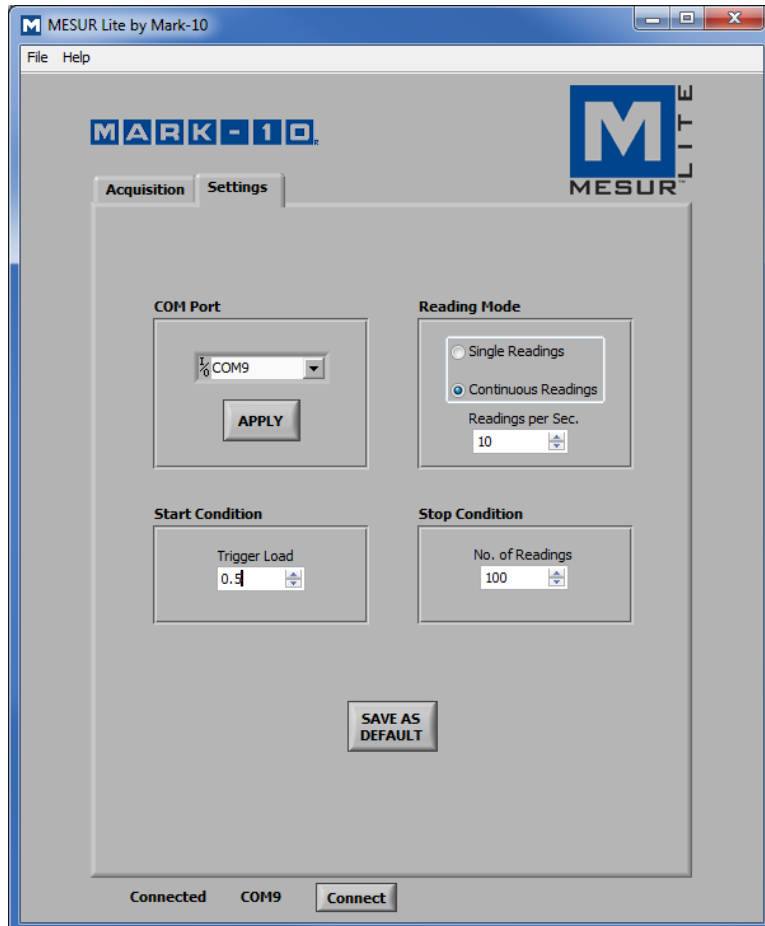 MESUR Lite by Mark-10
File Help
MARK-10
MESUR™ LITE
Acquisition Settings
COM Port
Reading Mode
I/O COM9
Single Readings
Continuous Readings
APPLY
Readings per Sec.
10
Start Condition
Stop Condition
Trigger Load
No. of Readings
0.5
100
SAVE AS
DEFAULT
Connected COM9 Connect